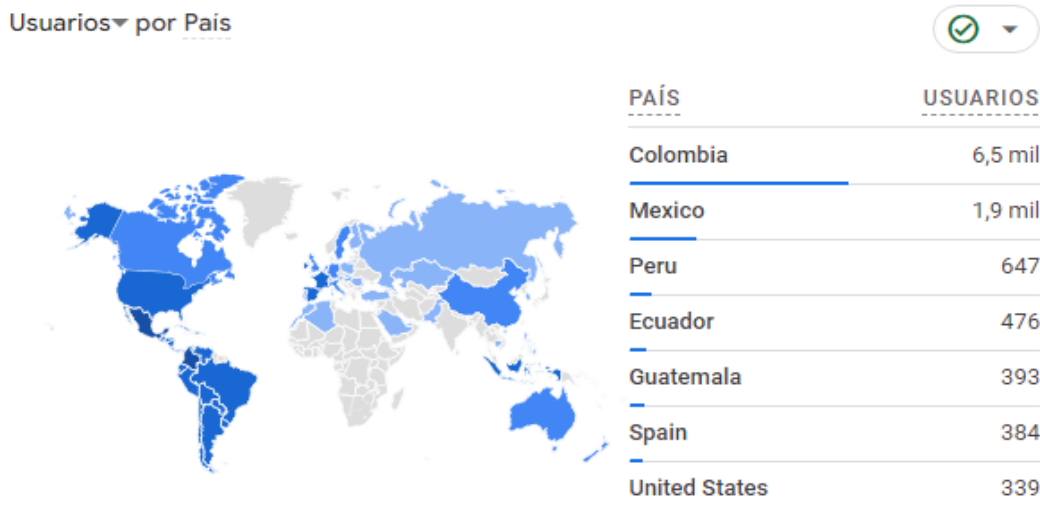 Usuarios por País
PAÍS USUARIOS
Colombia 6,5 mil
Mexico 1,9 mil
Peru 647
Ecuador 476
Guatemala 393
Spain 384
United States 339